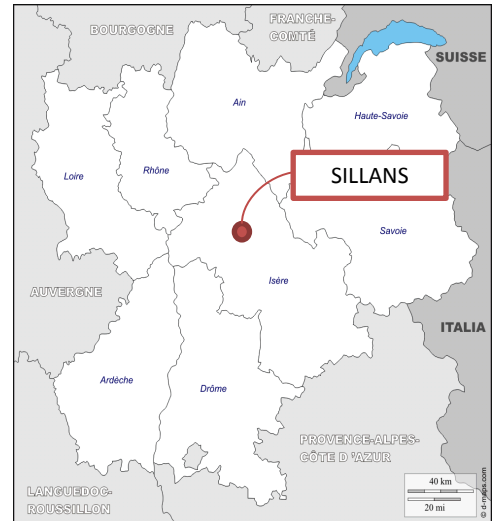 BOURGOGNE
FRANCHE-
COMTÉ
SUISSE
Ain
Haute-Savoie
Loire
Rhône
SILLANS
Savoie
Isère
AUVERGNE
ITALIA
Ardèche
Drôme
PROVENCE-ALPES-
CÔTE D 'AZUR
LANGUEDOC-
ROUSSILLON
40 km
20 mi
© d-maps.com